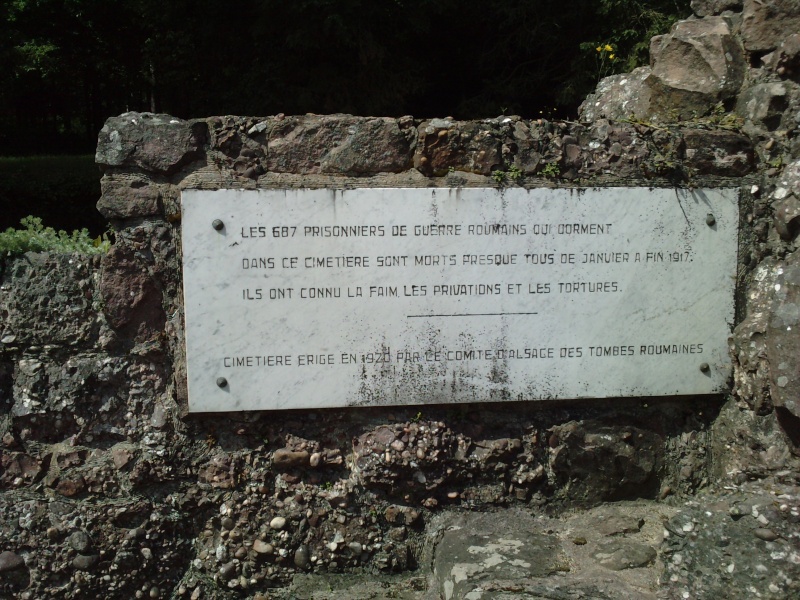 LES 687 PRISONNIERS DE GUERRE ROUMAINS QUI DORMENT
DANS CE CIMETIERE SONT MORTS PRESQUE TOUS DE JANVIER A FIN 1917.
ILS ONT CONNU LA FAIM, LES PRIVATIONS ET LES TORTURES.
CIMETIERE ERIGE EN 1920 PAR LE COMITE D'ALSACE DES TOMBES ROUMAINES